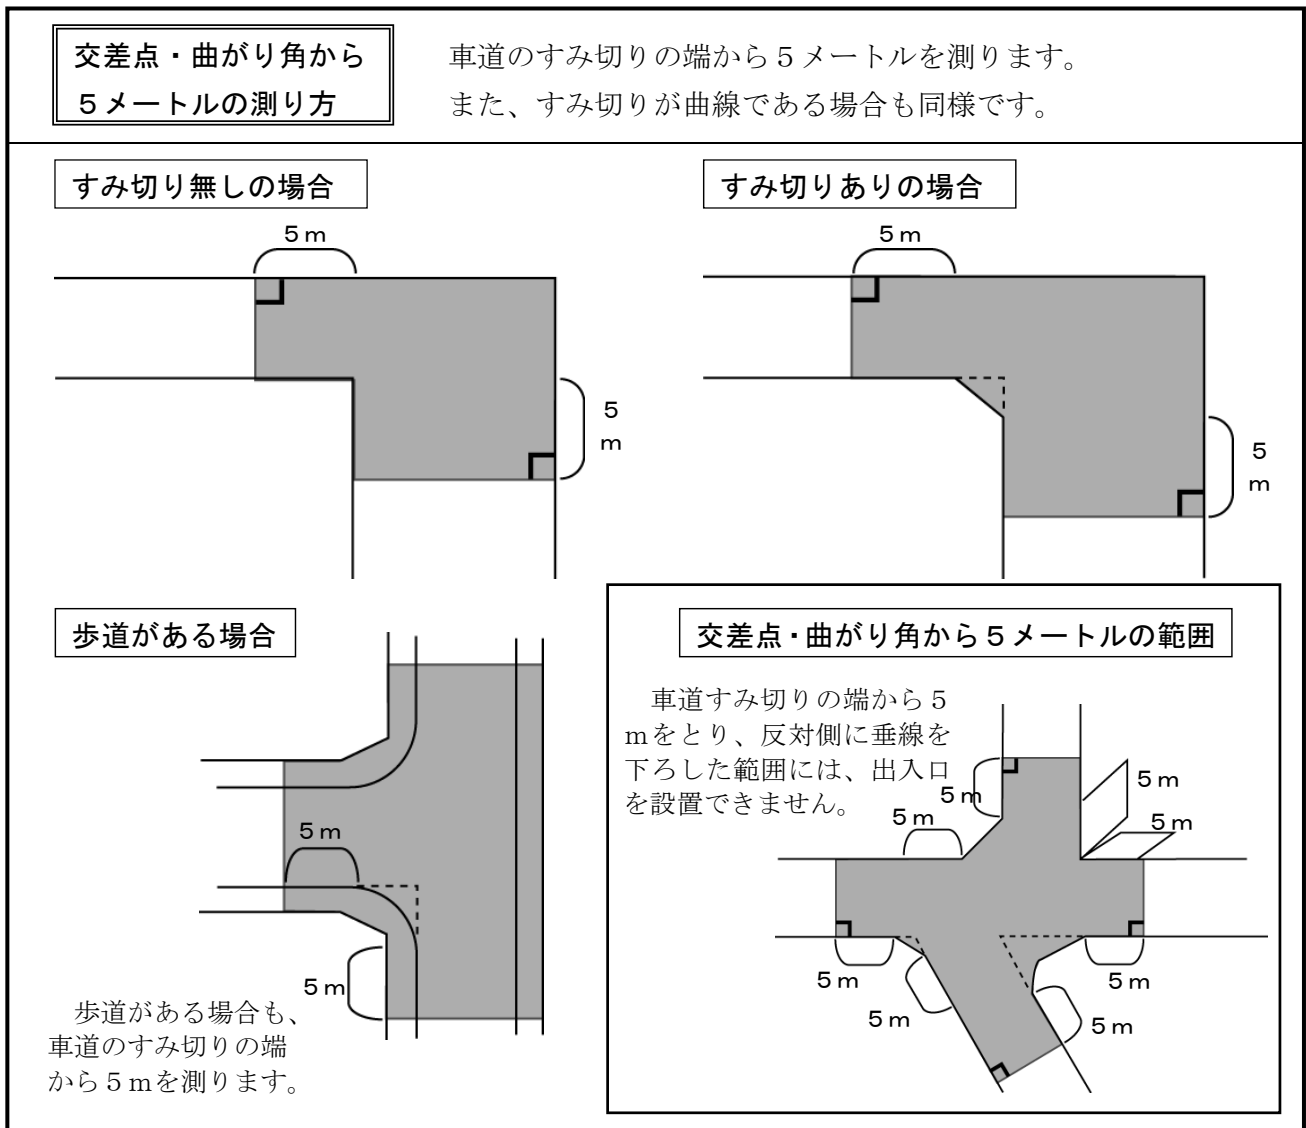 交差点・曲がり角から
５メートルの測り方
車道のすみ切りの端から５メートルを測ります。
また、すみ切りが曲線である場合も同様です。
すみ切り無しの場合
５ｍ
５
ｍ
すみ切りありの場合
５ｍ
５
ｍ
歩道がある場合
５ｍ
５ｍ
歩道がある場合も、
車道のすみ切りの端
から５ｍを測ります。
交差点・曲がり角から５メートルの範囲
車道すみ切りの端から５
ｍをとり、反対側に垂線を
下ろした範囲には、出入口
を設置できません。
５ｍ
５ｍ
５ｍ
５ｍ
５ｍ
５ｍ
５ｍ
５ｍ